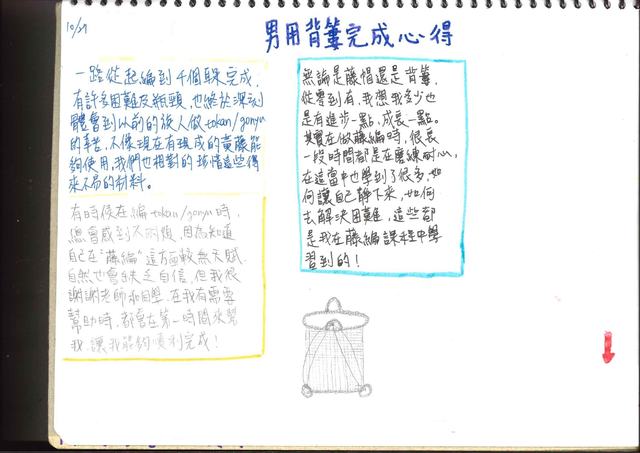 10/29
男用背簍完成心得
一路從起編到4個耳朵完成,
有許多困難及瓶頸,也終於深刻
體會到以前的族人做tokan/gonyu
的辛苦,不像現在有現成的黃藤能
夠使用,我們也相對的珍惜這些得
來不易的材料。
有時候在編tokan/gonyu時,
總會感到不耐煩,因為知道
自己在"藤編"這方面較無天賦,
自然也會缺乏自信,但我很
謝謝老師和同學,在我有需要
幫助時,都會在第一時間來幫
我,讓我能夠順利完成!
無論是藤帽還是背簍,
從零到有,我想我多少也
是有進步一點,成長一點。
其實在做藤編時,很長
一段時間都是在磨練耐心,
在這當中也學到了很多,如
何讓自己靜下來,如何
去解決困難,這些都
是我在藤編課程中學
習到的!